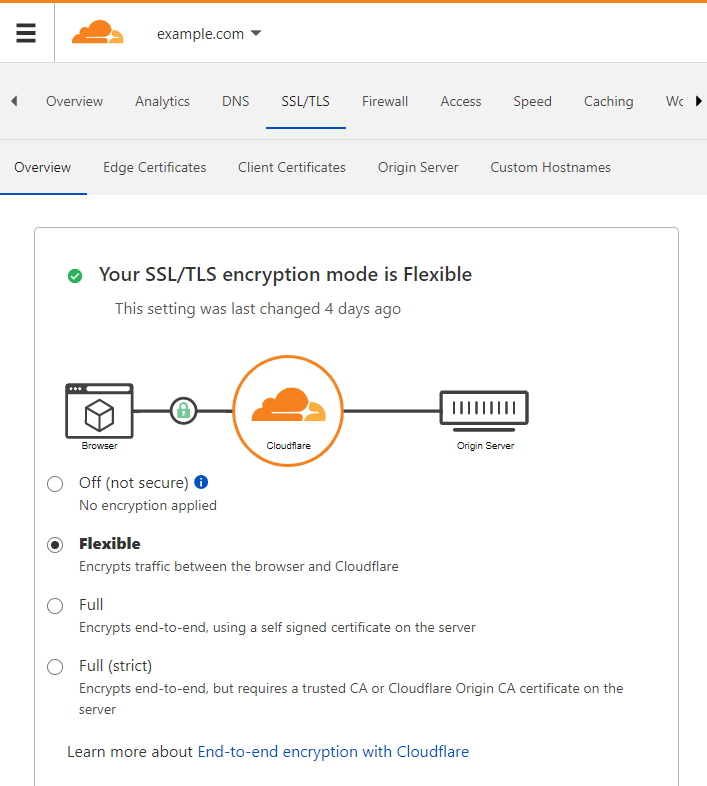 example.com
Overview Analytics DNS SSL/TLS Firewall Access Speed Caching
Overview Edge Certificates Client Certificates Origin Server Custom Hostnames
Your SSL/TLS encryption mode is Flexible
This setting was last changed 4 days ago
Browser Cloudflare Origin Server
Off (not secure)
No encryption applied
Flexible
Encrypts traffic between the browser and Cloudflare
Full
Encrypts end-to-end, using a self signed certificate on the server
Full (strict)
Encrypts end-to-end, but requires a trusted CA or Cloudflare Origin CA certificate on the
server
Learn more about End-to-end encryption with Cloudflare